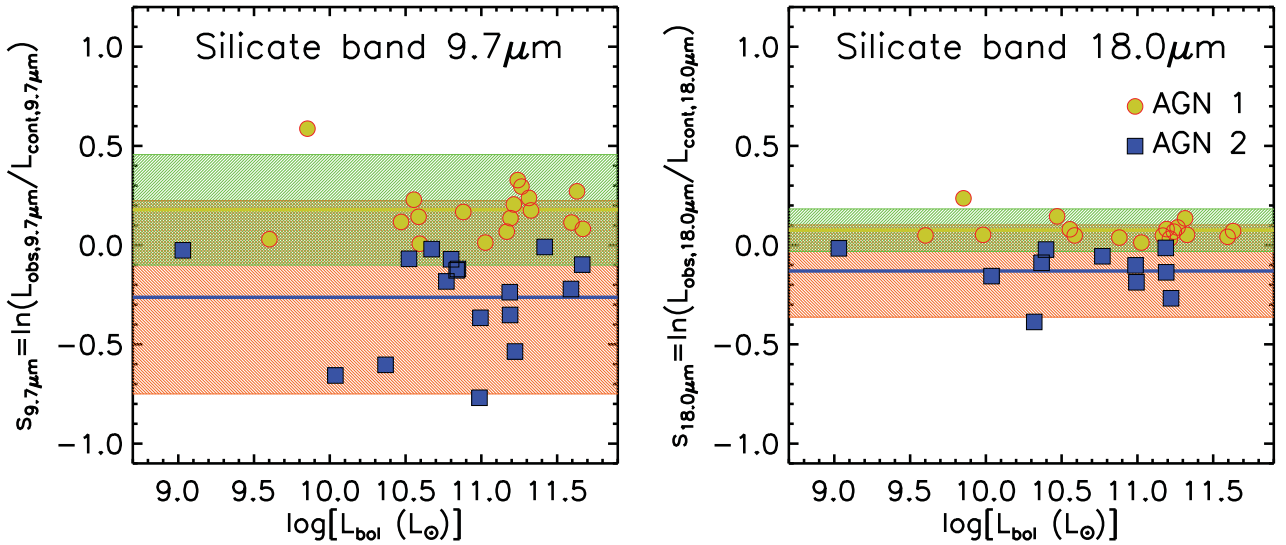 Silicate band 9.7μm
s9.7μm=ln(Lobs,9.7μm/Lcont,9.7μm)
1.0
0.5
0.0
−0.5
−1.0
9.0 9.5 10.0 10.5 11.0 11.5
log[Lbol (L⊙)]
Silicate band 18.0μm
AGN 1
AGN 2
s18.0μm=ln(Lobs,18.0μm/Lcont,18.0μm)
1.0
0.5
0.0
−0.5
−1.0
9.0 9.5 10.0 10.5 11.0 11.5
log[Lbol (L⊙)]